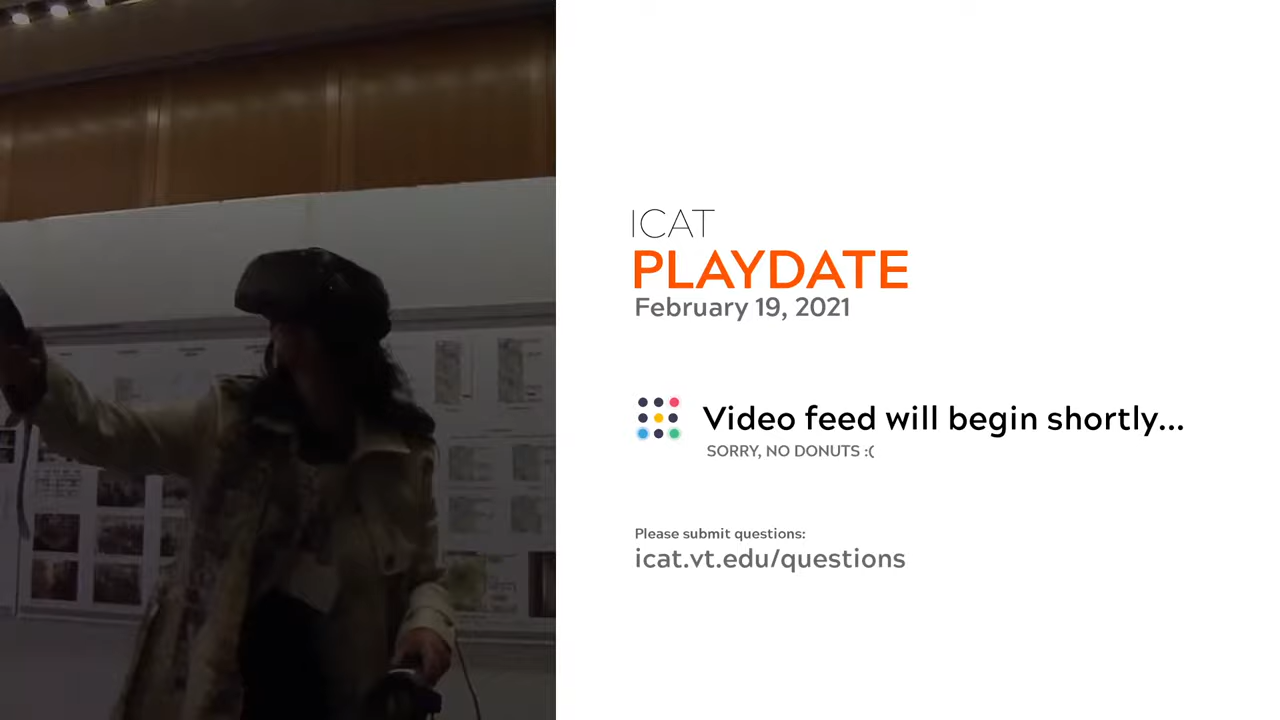 ICAT
PLAYDATE
February 19, 2021
Video feed will begin shortly...
SORRY, NO DONUTS :(
Please submit questions:
icat.vt.edu/questions